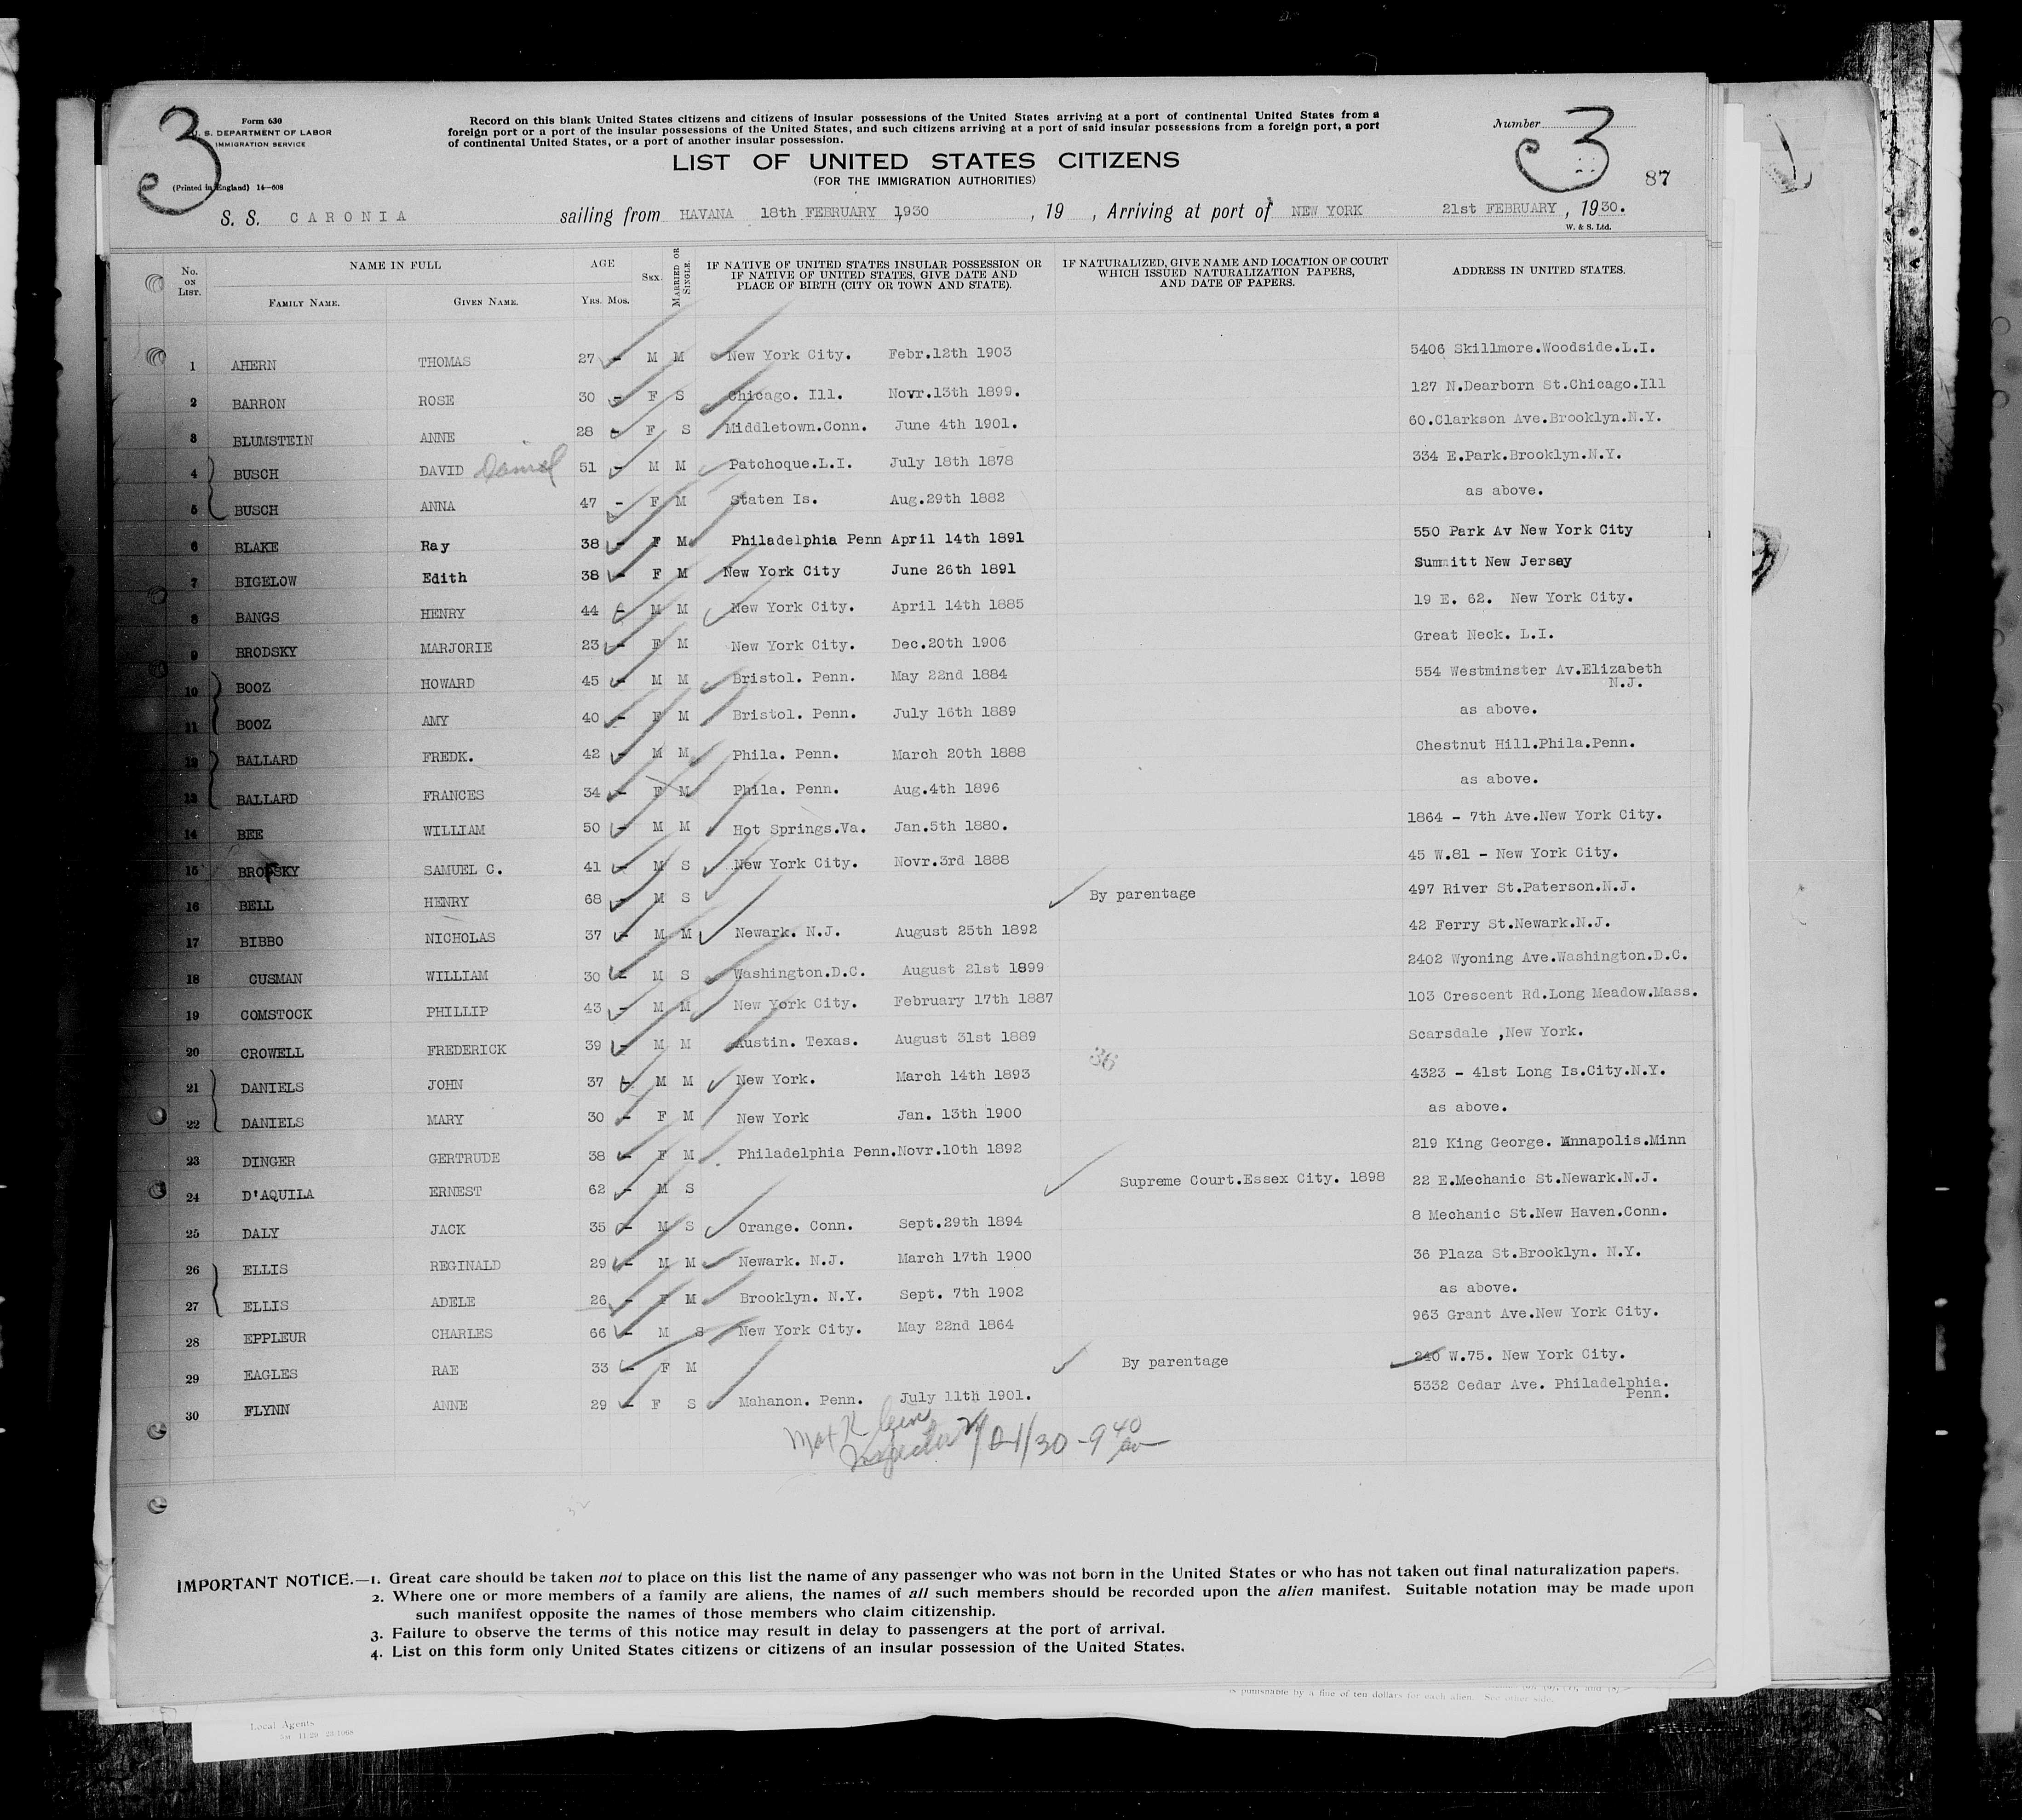 3
Form 630
U. S. DEPARTMENT OF LABOR
IMMIGRATION SERVICE
(Printed in England) 14—608
Record on this blank United States citizens and citizens of insular possessions of the United States arriving at a port of continental United States from a
foreign port or a port of the insular possessions of the United States, and such citizens arriving at a port of said insular possessions from a foreign port, a port
of continental United States, or a port of another insular possession.
Number 3
LIST OF UNITED STATES CITIZENS
(FOR THE IMMIGRATION AUTHORITIES)
87
S. S. CARONIA sailing from HAVANA 18th FEBRUARY 1930 , 19 , Arriving at port of NEW YORK 21st FEBRUARY , 1930.
W. & S. Ltd.
No. ON LIST. NAME IN FULL AGE SEX. MARRIED OR SINGLE. IF NATIVE OF UNITED STATES INSULAR POSSESSION OR IF NATIVE OF UNITED STATES, GIVE DATE AND PLACE OF BIRTH (CITY OR TOWN AND STATE). IF NATURALIZED, GIVE NAME AND LOCATION OF COURT WHICH ISSUED NATURALIZATION PAPERS, AND DATE OF PAPERS. ADDRESS IN UNITED STATES.
FAMILY NAME. GIVEN NAME. YRS. MOS.
1 AHERN THOMAS 27 - M M New York City. Febr.12th 1903 5406 Skillmore.Woodside.L.I.
2 BARRON ROSE 30 - F S Chicago. Ill. Novr.13th 1899. 127 N.Dearborn St.Chicago.Ill
3 BLUMSTEIN ANNE 28 - F S Middletown.Conn. June 4th 1901. 60.Clarkson Ave.Brooklyn.N.Y.
4 BUSCH DAVID Daniel 51 - M M Patchoque.L.I. July 18th 1878 334 E.Park.Brooklyn.N.Y.
5 BUSCH ANNA 47 - F M Staten Is. Aug.29th 1882 as above.
6 BLAKE Ray 38 - F M Philadelphia Penn April 14th 1891 550 Park Av New York City
7 BIGELOW Edith 38 - F M New York City June 26th 1891 Summitt New Jersey
8 BANGS HENRY 44 - M M New York City. April 14th 1885 19 E. 62. New York City.
9 BRODSKY MARJORIE 23 - F M New York City. Dec.20th 1906 Great Neck. L.I.
10 BOOZ HOWARD 45 - M M Bristol. Penn. May 22nd 1884 554 Westminster Av.Elizabeth
N.J.
11 BOOZ AMY 40 - F M Bristol. Penn. July 16th 1889 as above.
12 BALLARD FREDK. 42 - M M Phila. Penn. March 20th 1888 Chestnut Hill.Phila.Penn.
13 BALLARD FRANCES 34 - F M Phila. Penn. Aug.4th 1896 as above.
14 BEE WILLIAM 50 - M M Hot Springs.Va. Jan.5th 1880. 1864 - 7th Ave.New York City.
15 BROFSKY SAMUEL C. 41 - M S New York City. Novr.3rd 1888 45 W.81 - New York City.
16 BELL HENRY 68 - M S By parentage 497 River St.Paterson.N.J.
17 BIBBO NICHOLAS 37 - M M Newark. N.J. August 25th 1892 42 Ferry St.Newark.N.J.
18 CUSMAN WILLIAM 30 - M S Washington.D.C. August 21st 1899 2402 Wyoning Ave.Washington.D.C.
19 COMSTOCK PHILLIP 43 - M M New York City. February 17th 1887 103 Crescent Rd.Long Meadow.Mass.
20 CROWELL FREDERICK 39 - M M Austin. Texas. August 31st 1889 Scarsdale ,New York.
36
21 DANIELS JOHN 37 - M M New York. March 14th 1893 4323 - 41st Long Is.City.N.Y.
22 DANIELS MARY 30 - F M New York Jan. 13th 1900 as above.
23 DINGER GERTRUDE 38 - F M Philadelphia Penn.Novr.10th 1892 219 King George. Annapolis.Minn
24 D'AQUILA ERNEST 62 - M S Supreme Court.Essex City. 1898 22 E.Mechanic St.Newark.N.J.
25 DALY JACK 35 - M S Orange. Conn. Sept.29th 1894 8 Mechanic St.New Haven.Conn.
26 ELLIS REGINALD 29 - M M Newark. N.J. March 17th 1900 36 Plaza St.Brooklyn. N.Y.
27 ELLIS ADELE 26 - F M Brooklyn. N.Y. Sept. 7th 1902 as above.
28 EPPLEUR CHARLES 66 - M S New York City. May 22nd 1864 963 Grant Ave.New York City.
29 EAGLES RAE 33 - F M By parentage 240 W.75. New York City.
30 FLYNN ANNE 29 - F S Mahanon. Penn. July 11th 1901. 5332 Cedar Ave. Philadelphia.
Penn.
Max Klein
Inspector 2/21/30 - 9 40 am
IMPORTANT NOTICE.—1. Great care should be taken not to place on this list the name of any passenger who was not born in the United States or who has not taken out final naturalization papers.
2. Where one or more members of a family are aliens, the names of all such members should be recorded upon the alien manifest. Suitable notation may be made upon
such manifest opposite the names of those members who claim citizenship.
3. Failure to observe the terms of this notice may result in delay to passengers at the port of arrival.
4. List on this form only United States citizens or citizens of an insular possession of the United States.
is punishable by a fine of ten dollars for each alien. See other side.
Local Agents